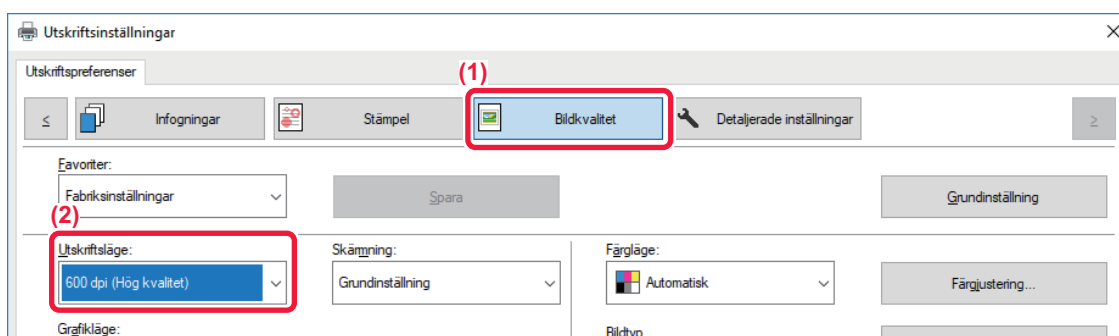 Utskriftsinställningar
Utskriftspreferenser
(1)
< Infogningar Stämpel Bildkvalitet Detaljerade inställningar >
Favoriter:
Fabriksinställningar Spara Grundinställning
(2)
Utskriftsläge: Skärmning: Färgläge:
600 dpi (Hög kvalitet) Grundinställning Automatisk Färgjustering...
Grafikläge: Bildtyp